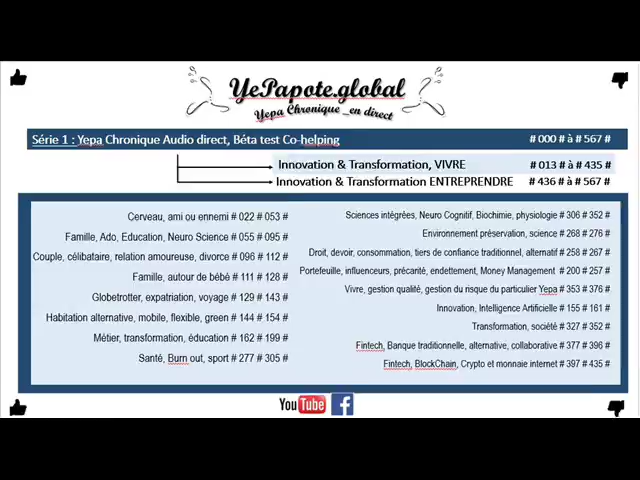 YePapote.global
Yepa Chronique _en direct
Série 1 : Yepa Chronique Audio direct, Béta test Co-helping # 000 # à # 567 #
Innovation & Transformation, VIVRE # 013 # à # 435 #
Innovation & Transformation ENTREPRENDRE # 436 # à # 567 #
Cerveau, ami ou ennemi # 022 # 053 #
Famille, Ado, Education, Neuro Science # 055 # 095 #
Couple, célibataire, relation amoureuse, divorce # 096 # 112 #
Famille, autour de bébé # 111 # 128 #
Globetrotter, expatriation, voyage # 129 # 143 #
Habitation alternative, mobile, flexible, green # 144 # 154 #
Métier, transformation, éducation # 162 # 199 #
Santé, Burn out, sport # 277 # 305 #
Sciences intégrées, Neuro Cognitif, Biochimie, physiologie # 306 # 352 #
Environnement préservation, science # 268 # 276 #
Droit, devoir, consommation, tiers de confiance traditionnel, alternatif # 258 # 267 #
Portefeuille, influenceurs, précarité, endettement, Money Management # 200 # 257 #
Vivre, gestion qualité, gestion du risque du particulier Yepa # 353 # 376 #
Innovation, Intelligence Artificielle # 155 # 161 #
Transformation, société # 327 # 352 #
Fintech, Banque traditionnelle, alternative, collaborative # 377 # 396 #
Fintech, BlockChain, Crypto et monnaie internet # 397 # 435 #
YouTube f